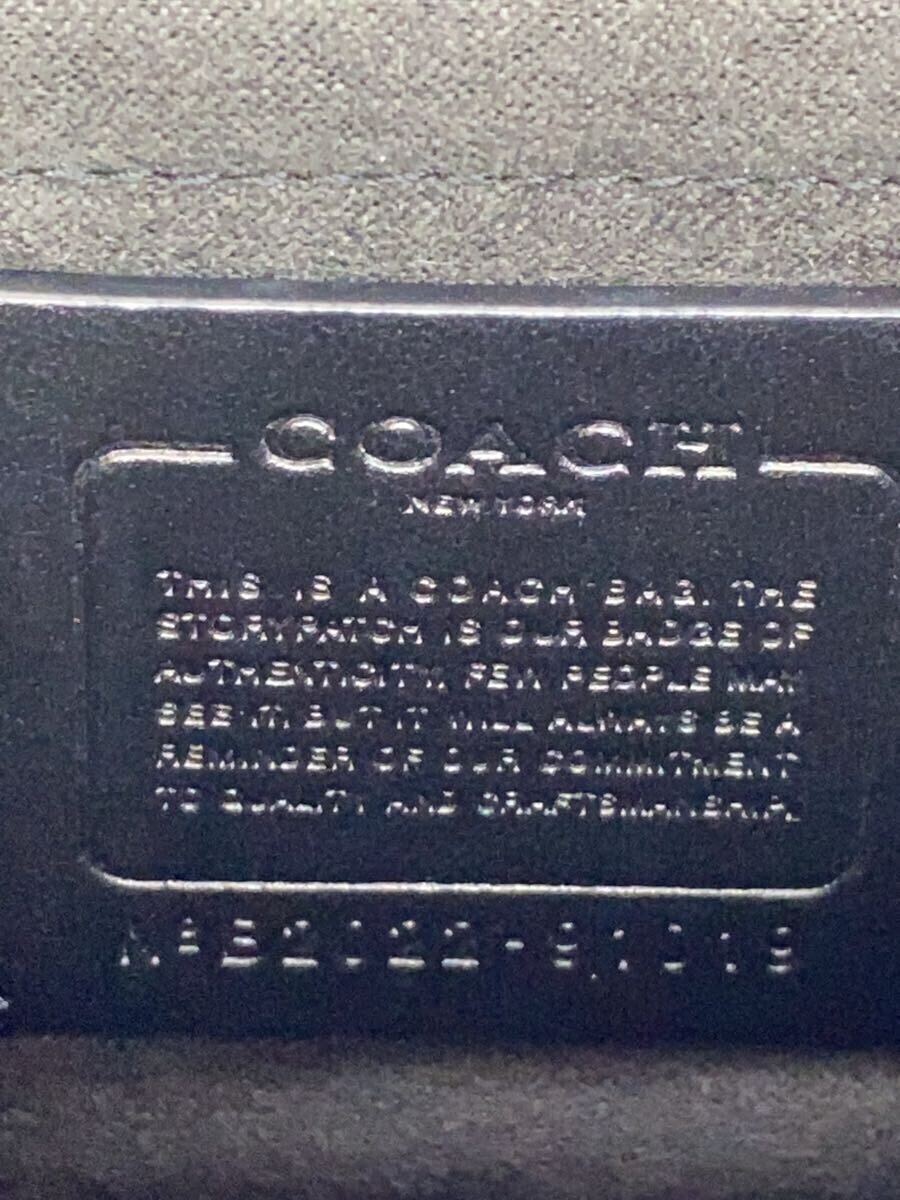 COACH
NEW YORK
THIS IS A COACH BAG. THE
STORYPATCH IS OUR BADGE OF
AUTHENTICITY. FEW PEOPLE MAY
SEE IT, BUT IT WILL ALWAYS BE A
REMINDER OF OUR COMMITMENT
TO QUALITY AND CRAFTSMANSHIP.